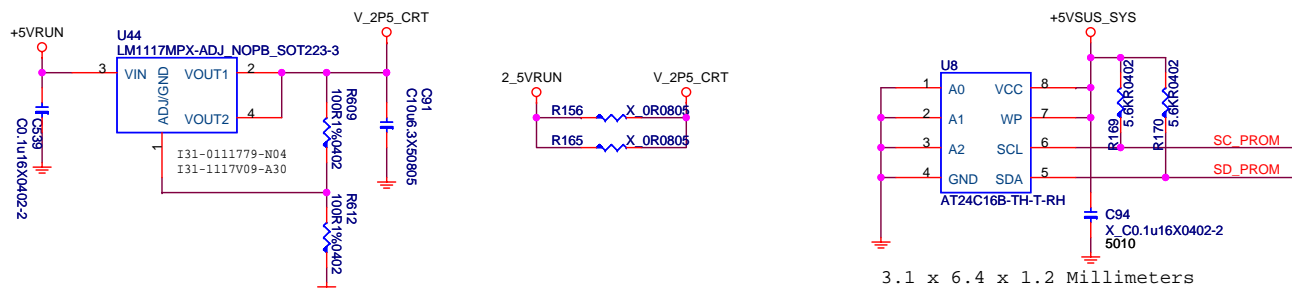 +5VRUN
V_2P5_CRT
U44
LM1117MPX-ADJ_NOPB_SOT223-3
3
VIN
VOUT1
2
ADJ/GND
VOUT2
4
1
C539
C0.1u16X0402-2
R609
100R1%0402
C91
C10u6.3X50805
I31-0111779-N04
I31-1117V09-A30
R612
100R1%0402
2_5VRUN
V_2P5_CRT
R156
X_0R0805
R165
X_0R0805
+5VSUS_SYS
U8
1
A0
VCC
8
2
A1
WP
7
3
A2
SCL
6
4
GND
SDA
5
AT24C16B-TH-T-RH
R169
5.6KR0402
R170
5.6KR0402
SC_PROM
SD_PROM
C94
X_C0.1u16X0402-2
5010
3.1 x 6.4 x 1.2 Millimeters